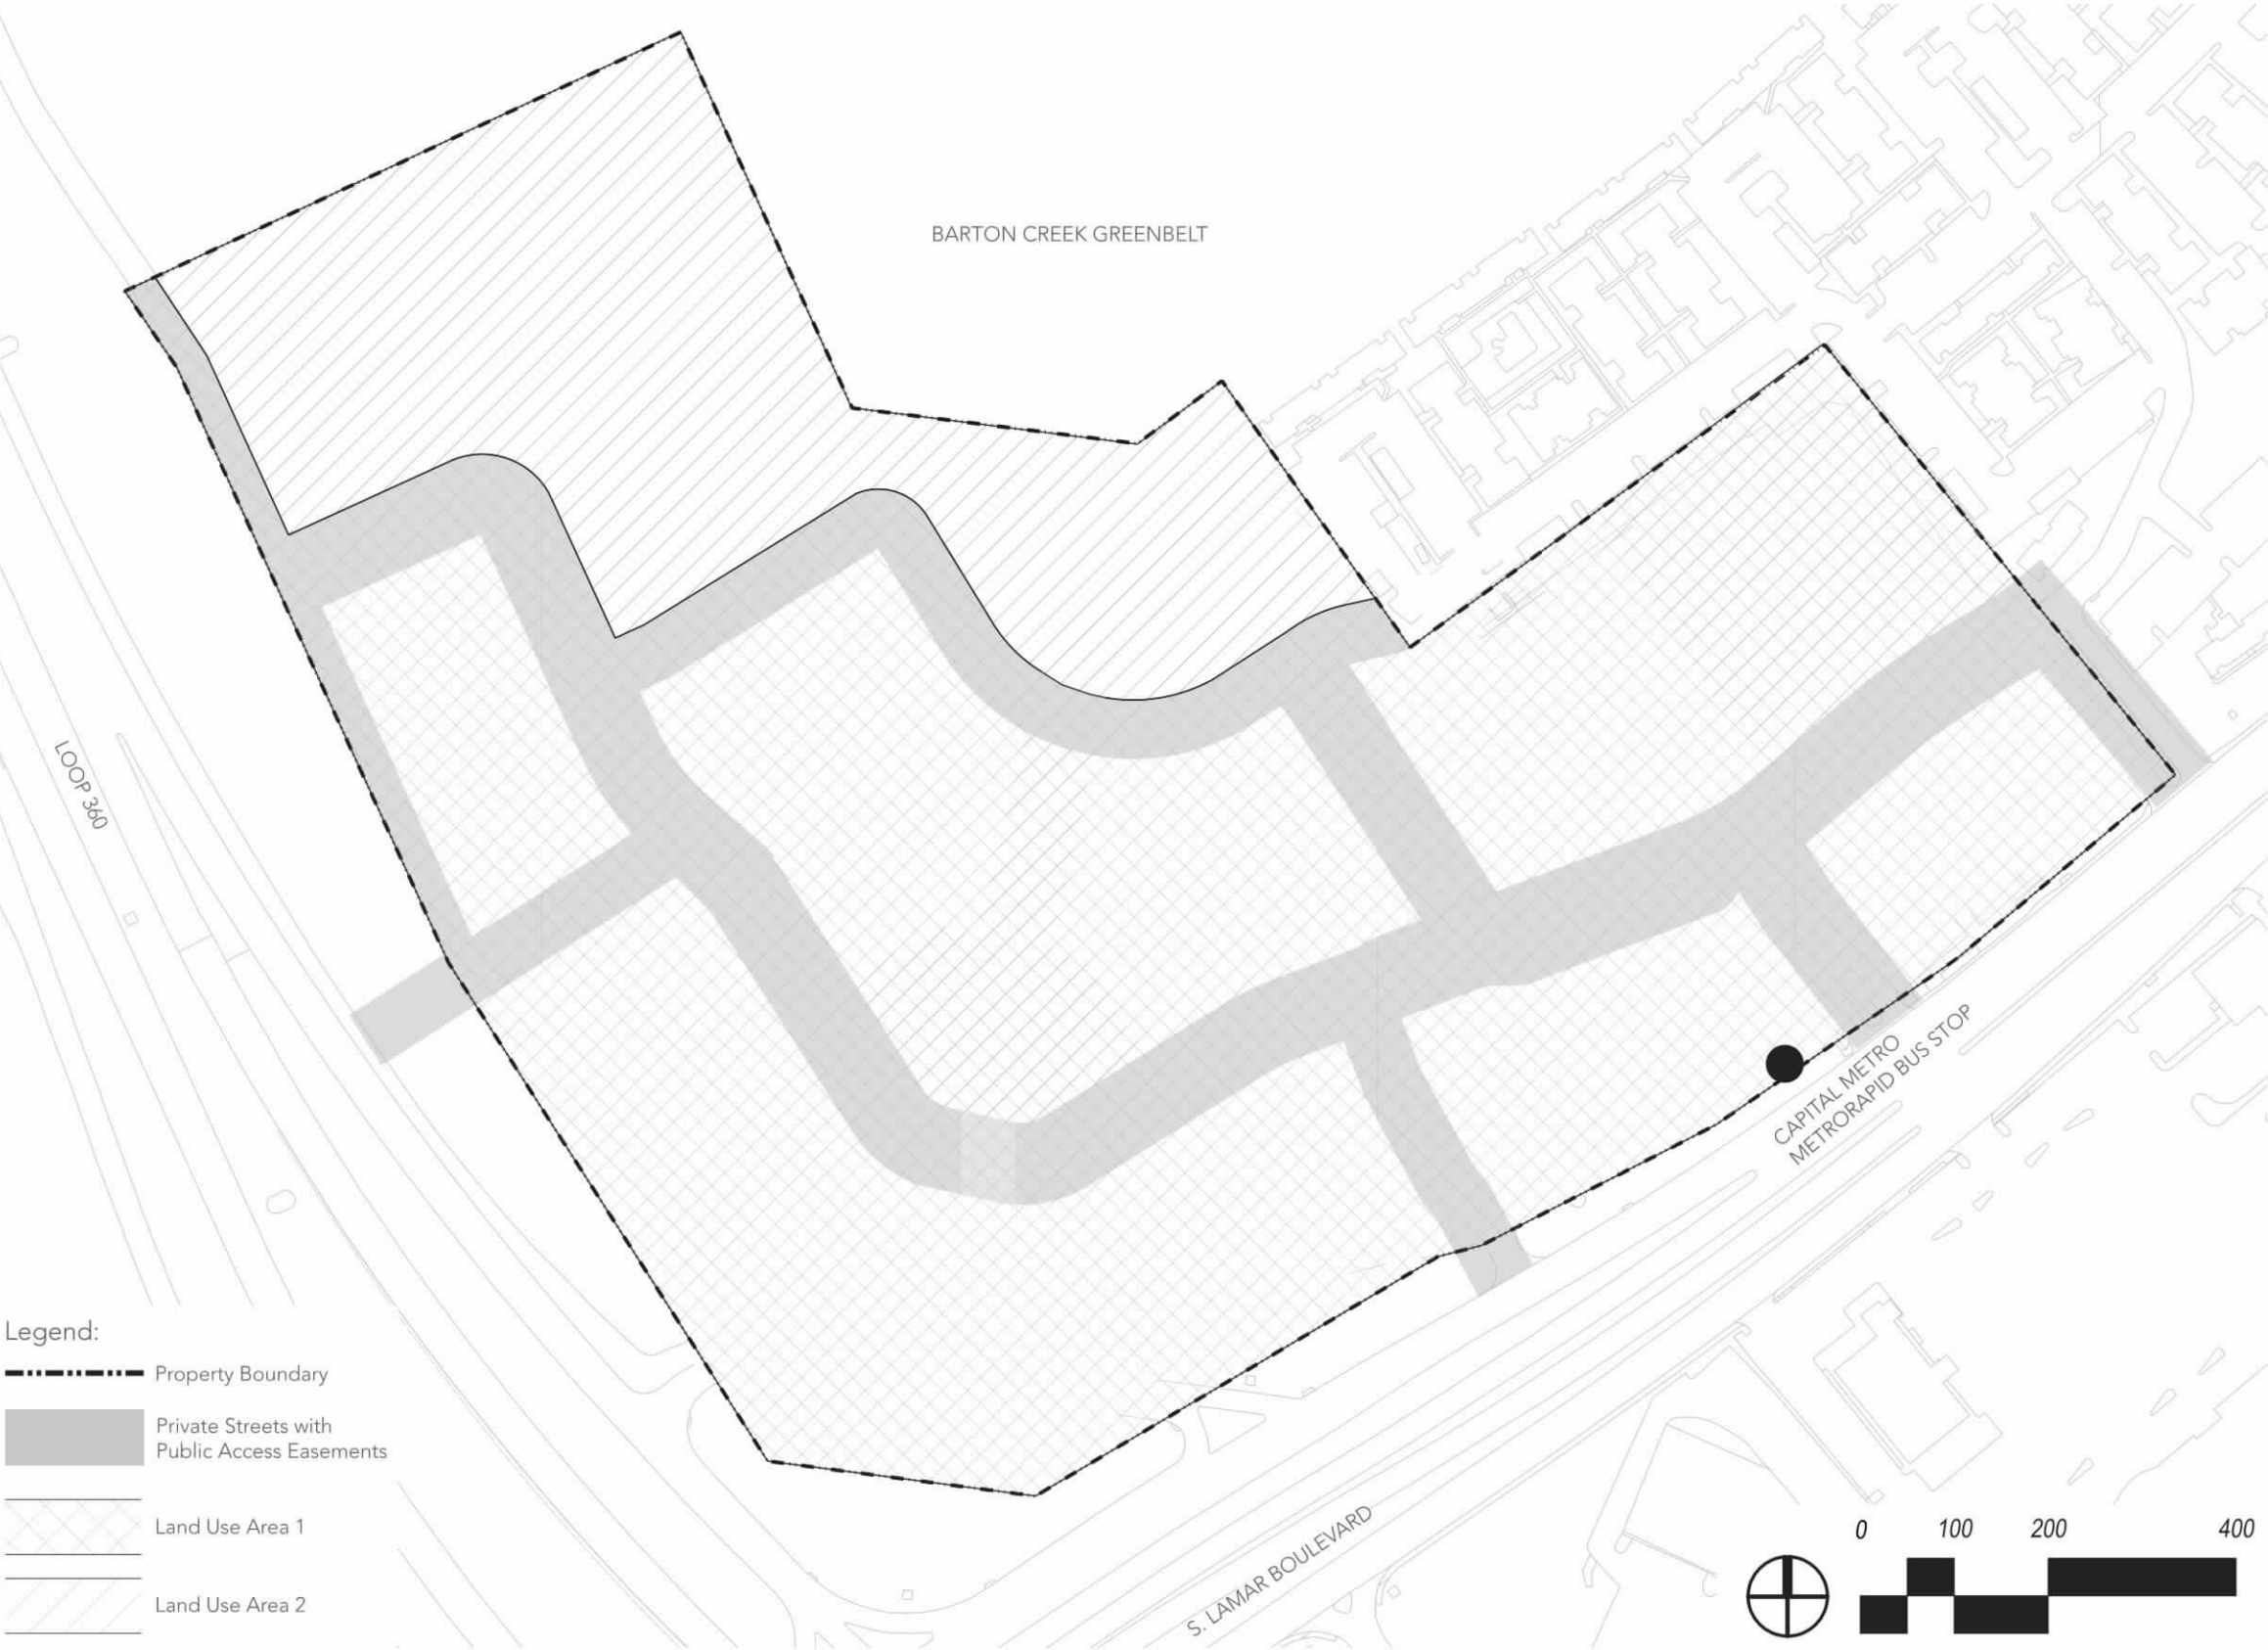 BARTON CREEK GREENBELT
LOOP 360
CAPITAL METRO
METRORAPID BUS STOP
S. LAMAR BOULEVARD
Legend:
Property Boundary
Private Streets with
Public Access Easements
Land Use Area 1
Land Use Area 2
0 100 200 400